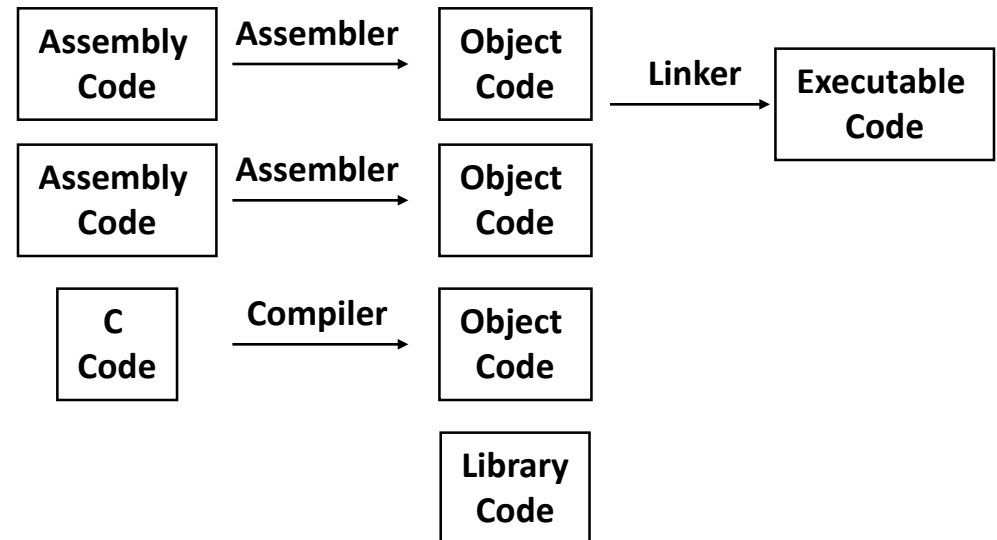 Assembly
Code
Assembler
Object
Code
Linker
Executable
Code
Assembly
Code
Assembler
Object
Code
C
Code
Compiler
Object
Code
Library
Code